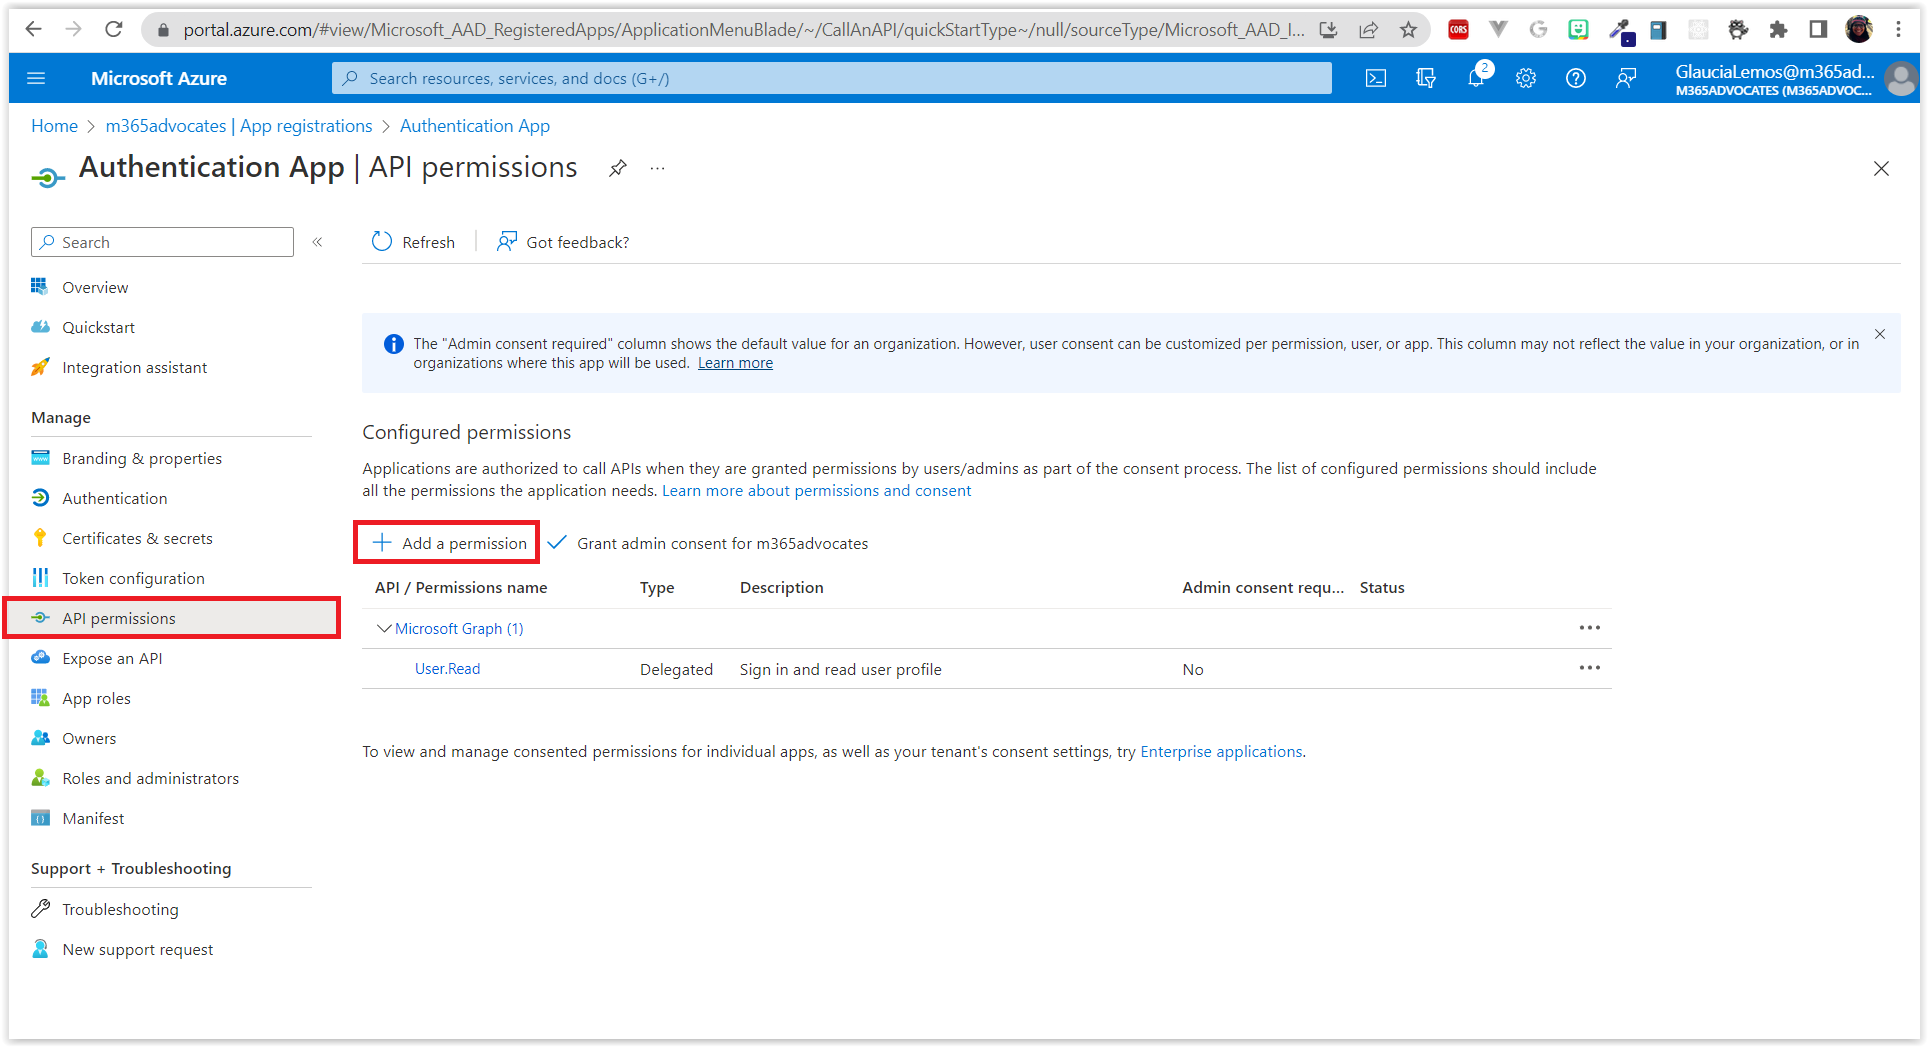 portal.azure.com/#view/Microsoft_AAD_RegisteredApps/ApplicationMenuBlade/~/CallAnAPI/quickStartType~/null/sourceType/Microsoft_AAD_I...
CORS
Microsoft Azure
Search resources, services, and docs (G+/)
2
GlauciaLemos@m365ad...
M365ADVOCATES (M365ADVOC...
Home > m365advocates | App registrations > Authentication App
Authentication App | API permissions
Search
Refresh
Got feedback?
Overview
Quickstart
Integration assistant
Manage
Branding & properties
Authentication
Certificates & secrets
Token configuration
API permissions
Expose an API
App roles
Owners
Roles and administrators
Manifest
Support + Troubleshooting
Troubleshooting
New support request
The "Admin consent required" column shows the default value for an organization. However, user consent can be customized per permission, user, or app. This column may not reflect the value in your organization, or in
organizations where this app will be used. Learn more
Configured permissions
Applications are authorized to call APIs when they are granted permissions by users/admins as part of the consent process. The list of configured permissions should include
all the permissions the application needs. Learn more about permissions and consent
Add a permission
Grant admin consent for m365advocates
API / Permissions name Type Description Admin consent requ... Status
Microsoft Graph (1)
User.Read Delegated Sign in and read user profile No
To view and manage consented permissions for individual apps, as well as your tenant's consent settings, try Enterprise applications.